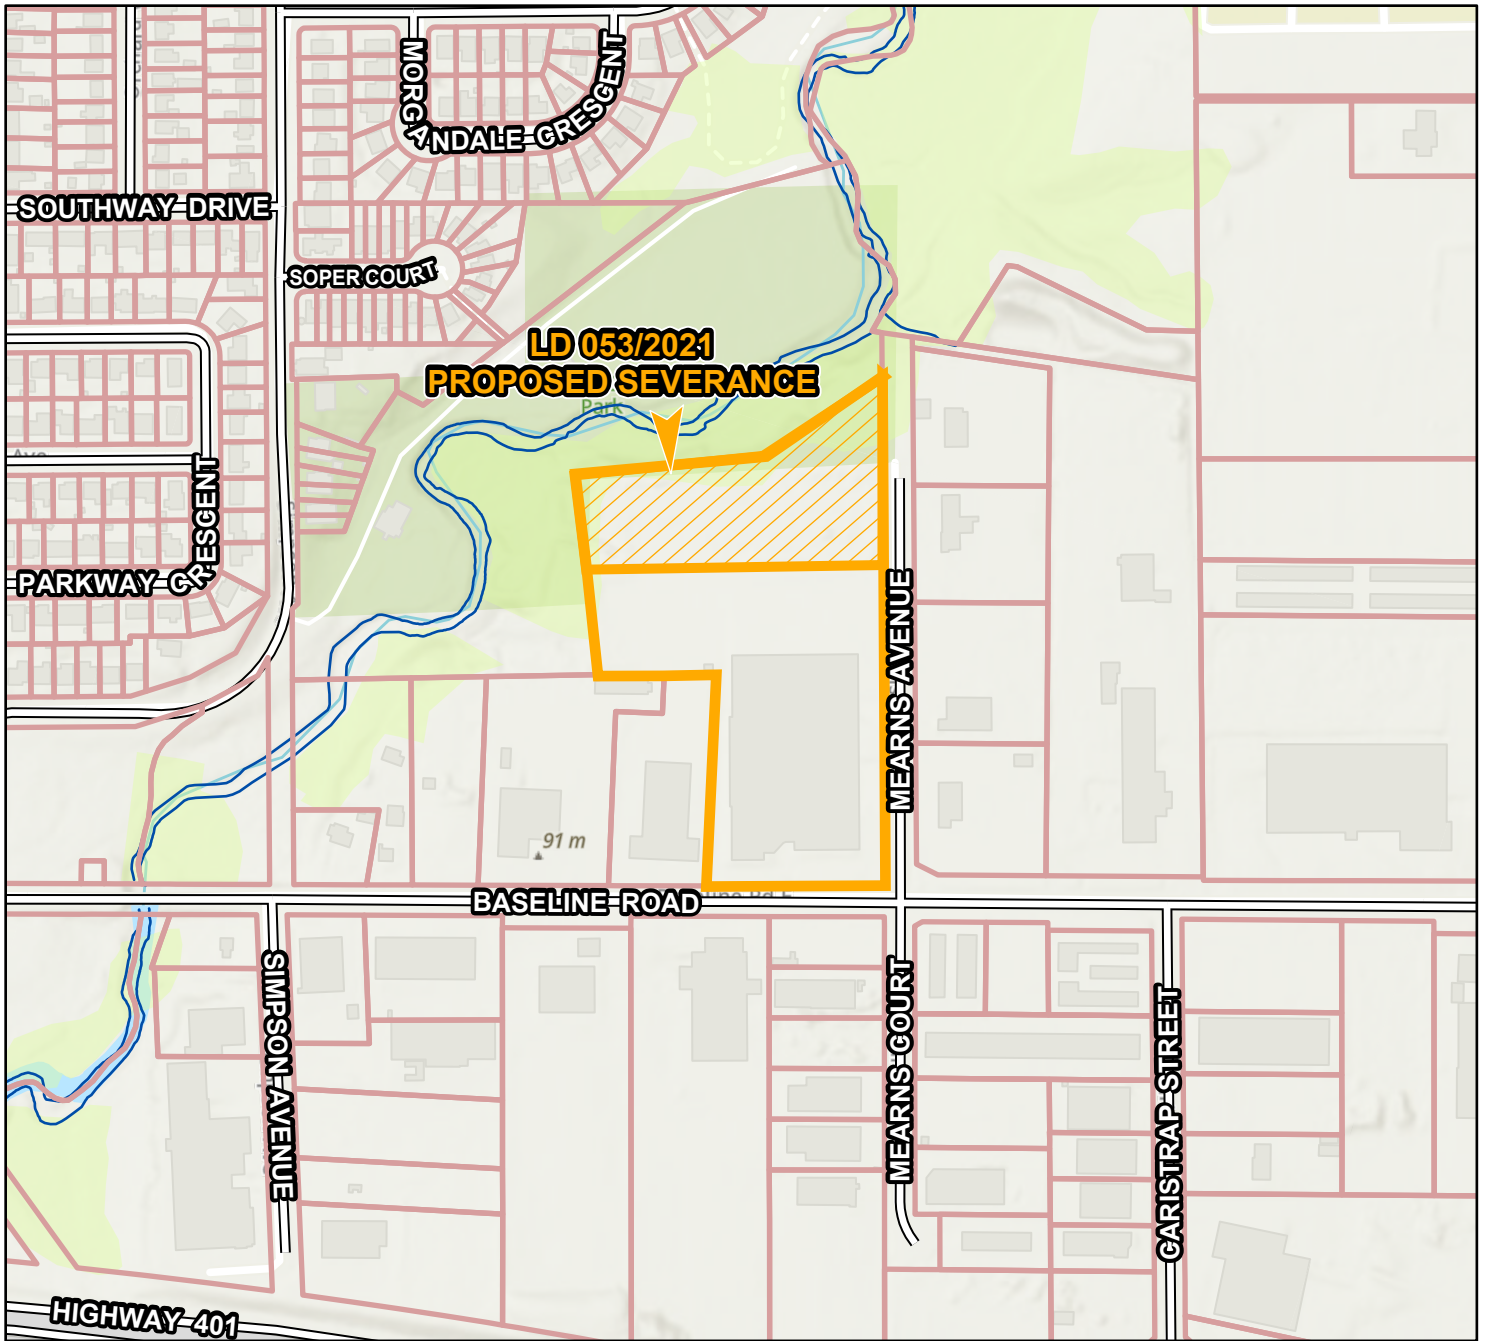 MORGANDALE CRESCENT
SOUTHWAY DRIVE
SOPER COURT
LD 053/2021
PROPOSED SEVERANCE
Park
PARKWAY CRESCENT
MEARNS AVENUE
91 m
BASELINE ROAD
SIMPSON AVENUE
MEARNS COURT
CARISTRAP STREET
HIGHWAY 401